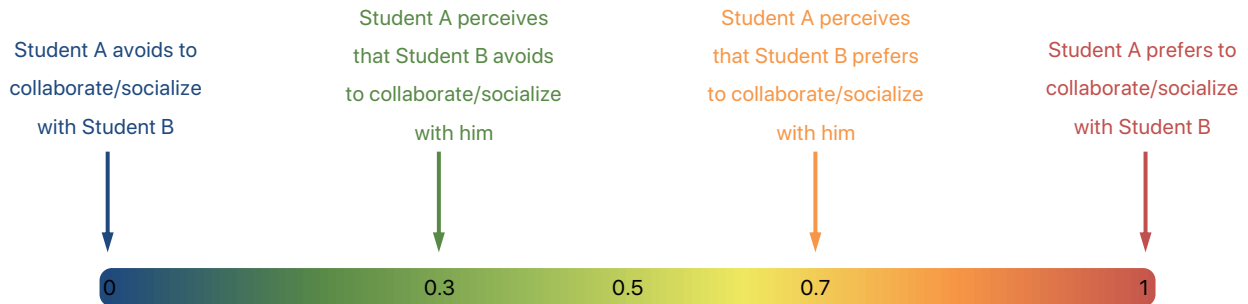 Student A avoids to
collaborate/socialize
with Student B
Student A perceives
that Student B avoids
to collaborate/socialize
with him
Student A perceives
that Student B prefers
to collaborate/socialize
with him
Student A prefers to
collaborate/socialize
with Student B
0
0.3
0.5
0.7
1